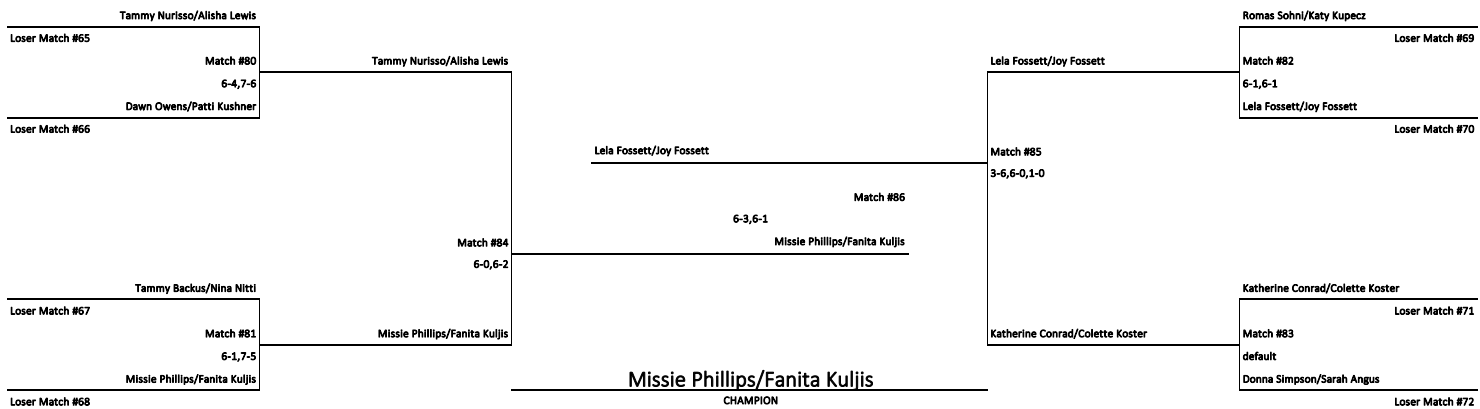 Tammy Nurisso/Alisha Lewis
Loser Match #65
Match #80
6-4,7-6
Dawn Owens/Patti Kushner
Loser Match #66
Tammy Nurisso/Alisha Lewis
Tammy Backus/Nina Nitti
Loser Match #67
Match #81
6-1,7-5
Missie Phillips/Fanita Kuljis
Loser Match #68
Missie Phillips/Fanita Kuljis
Match #84
6-0,6-2
Lela Fossett/Joy Fossett
Match #86
6-3,6-1
Missie Phillips/Fanita Kuljis
Missie Phillips/Fanita Kuljis
CHAMPION
Lela Fossett/Joy Fossett
Match #85
3-6,6-0,1-0
Katherine Conrad/Colette Koster
Romas Sohni/Katy Kupecz
Loser Match #69
Match #82
6-1,6-1
Lela Fossett/Joy Fossett
Loser Match #70
Katherine Conrad/Colette Koster
Loser Match #71
Match #83
default
Donna Simpson/Sarah Angus
Loser Match #72